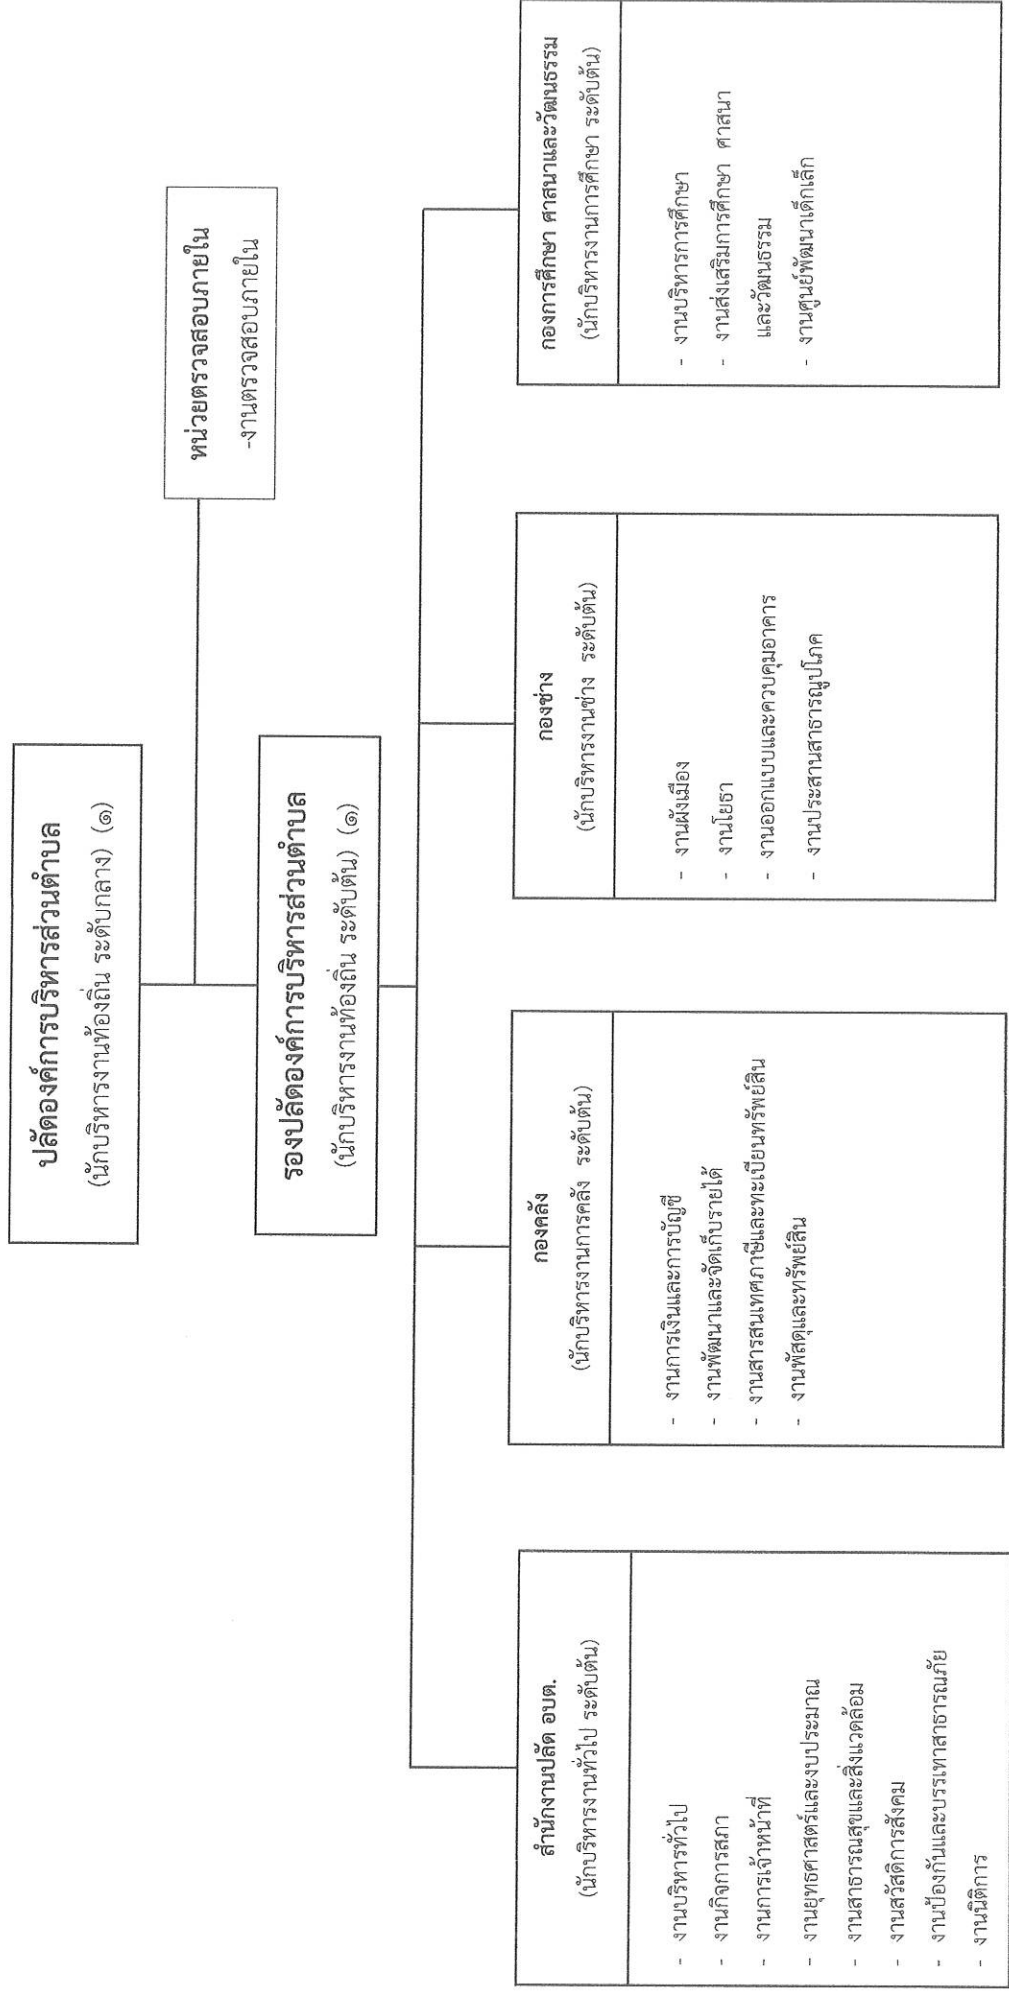 ปลัดองค์การบริหารส่วนตำบล
(นักบริหารงานท้องถิ่น ระดับกลาง) (๑)
หน่วยตรวจสอบภายใน
-งานตรวจสอบภายใน
รองปลัดองค์การบริหารส่วนตำบล
(นักบริหารงานท้องถิ่น ระดับต้น) (๑)
สำนักงานปลัด อบต.
(นักบริหารงานทั่วไป ระดับต้น)
- งานบริหารทั่วไป
- งานกิจการสภา
- งานการเจ้าหน้าที่
- งานยุทธศาสตร์และงบประมาณ
- งานสาธารณสุขและสิ่งแวดล้อม
- งานสวัสดิการสังคม
- งานป้องกันและบรรเทาสาธารณภัย
- งานนิติการ
กองคลัง
(นักบริหารงานการคลัง ระดับต้น)
- งานการเงินและการบัญชี
- งานพัฒนาและจัดเก็บรายได้
- งานสารสนเทศภาษีและทะเบียนทรัพย์สิน
- งานพัสดุและทรัพย์สิน
กองช่าง
(นักบริหารงานช่าง ระดับต้น)
- งานผังเมือง
- งานโยธา
- งานออกแบบและควบคุมอาคาร
- งานประสานสาธารณูปโภค
กองการศึกษา ศาสนาและวัฒนธรรม
(นักบริหารงานการศึกษา ระดับต้น)
- งานบริหารการศึกษา
- งานส่งเสริมการศึกษา ศาสนา
และวัฒนธรรม
- งานศูนย์พัฒนาเด็กเล็ก